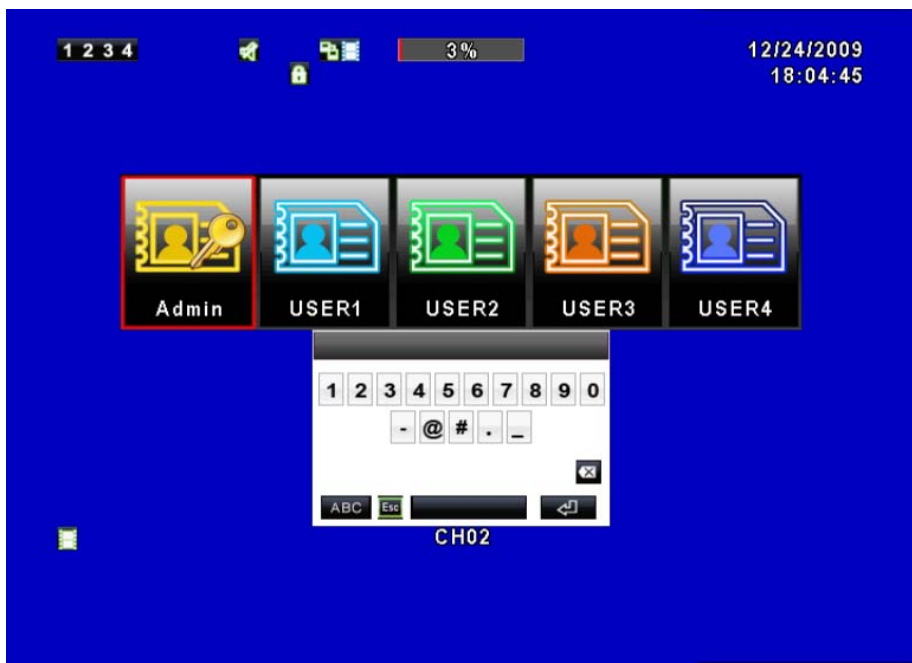 1 2 3 4
3%
12/24/2009
18:04:45
Admin
USER1
USER2
USER3
USER4
1 2 3 4 5 6 7 8 9 0
- @ # . _
ABC Esc
CH02